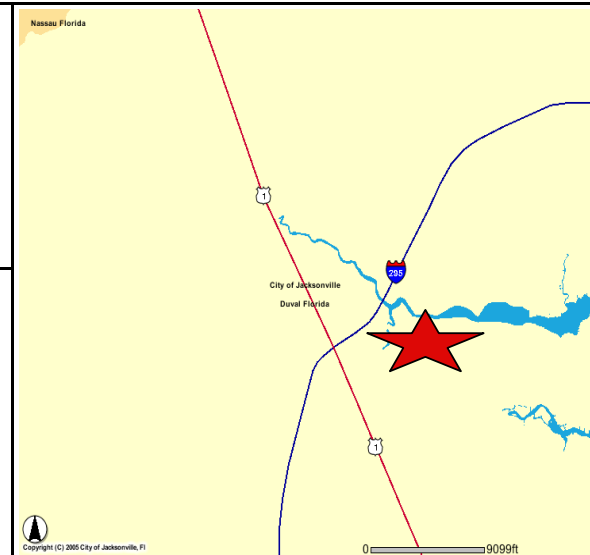 Nassau Florida
1
295
City of Jacksonville
Duval Florida
1
Copyright (C) 2005 City of Jacksonville, Fl
0 9099ft